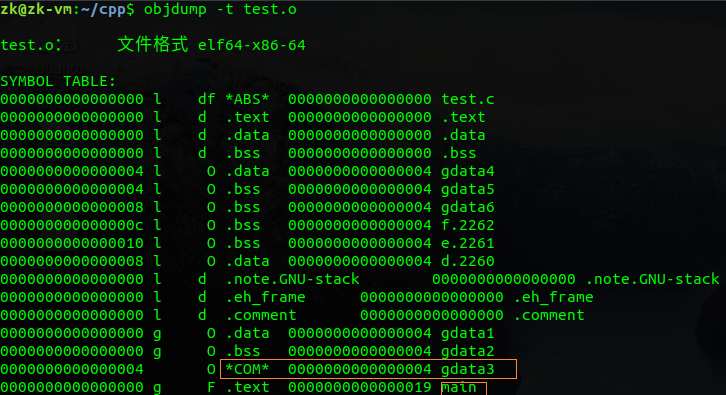 zk@zk-vm:~/cpp$ objdump -t test.o
test.o：     文件格式 elf64-x86-64
SYMBOL TABLE:
0000000000000000 l    df *ABS*  0000000000000000 test.c
0000000000000000 l    d  .text  0000000000000000 .text
0000000000000000 l    d  .data  0000000000000000 .data
0000000000000000 l    d  .bss   0000000000000000 .bss
0000000000000004 l     O .data  0000000000000004 gdata4
0000000000000004 l     O .bss   0000000000000004 gdata5
0000000000000008 l     O .bss   0000000000000004 gdata6
000000000000000c l     O .bss   0000000000000004 f.2262
0000000000000010 l     O .bss   0000000000000004 e.2261
0000000000000008 l     O .data  0000000000000004 d.2260
0000000000000000 l    d  .note.GNU-stack        0000000000000000 .note.GNU-stack
0000000000000000 l    d  .eh_frame      0000000000000000 .eh_frame
0000000000000000 l    d  .comment       0000000000000000 .comment
0000000000000000 g     O .data  0000000000000004 gdata1
0000000000000000 g     O .bss   0000000000000004 gdata2
0000000000000004       O *COM*  0000000000000004 gdata3
0000000000000000 g     F .text  0000000000000019 main